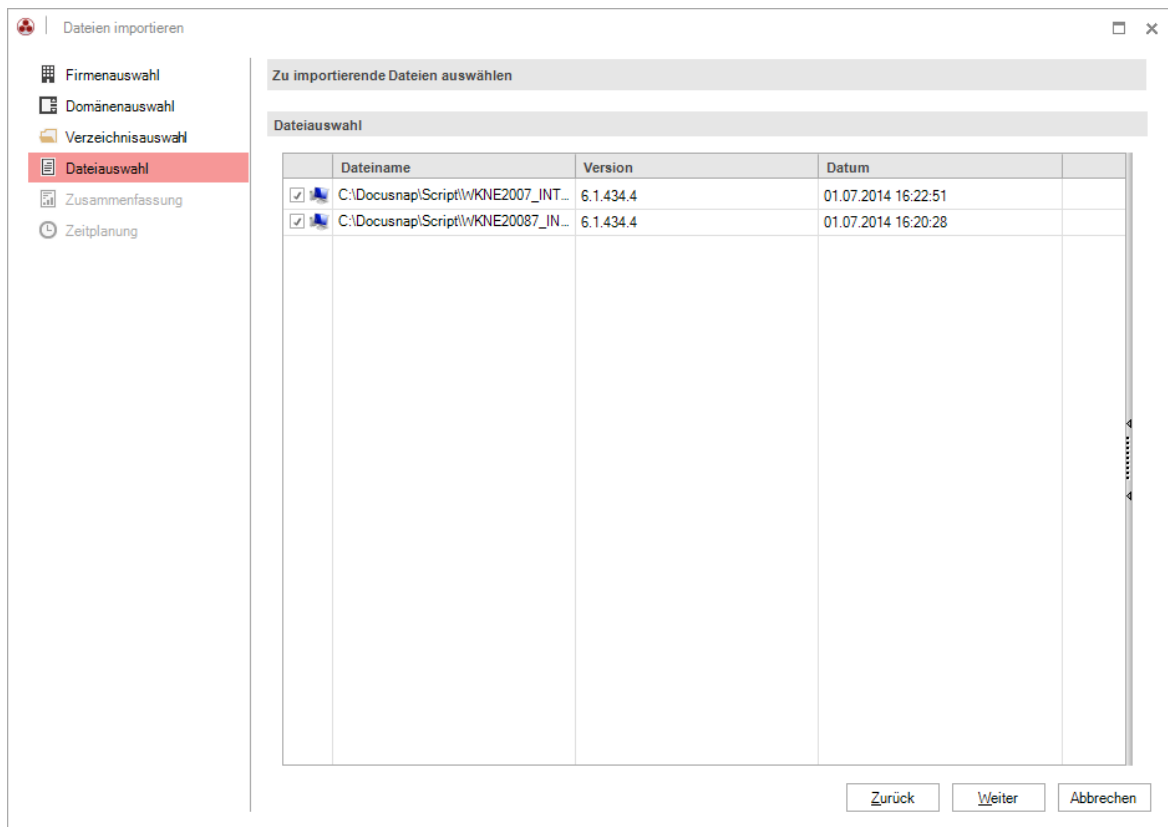 Dateien importieren
Firmenauswahl
Domänenauswahl
Verzeichnisauswahl
Dateiauswahl
Zusammenfassung
Zeitplanung
Zu importierende Dateien auswählen
Dateiauswahl
Dateiname Version Datum
C:\Docusnap\Script\WKNE2007_INT... 6.1.434.4 01.07.2014 16:22:51
C:\Docusnap\Script\WKNE20087_IN... 6.1.434.4 01.07.2014 16:20:28
Zurück Weiter Abbrechen